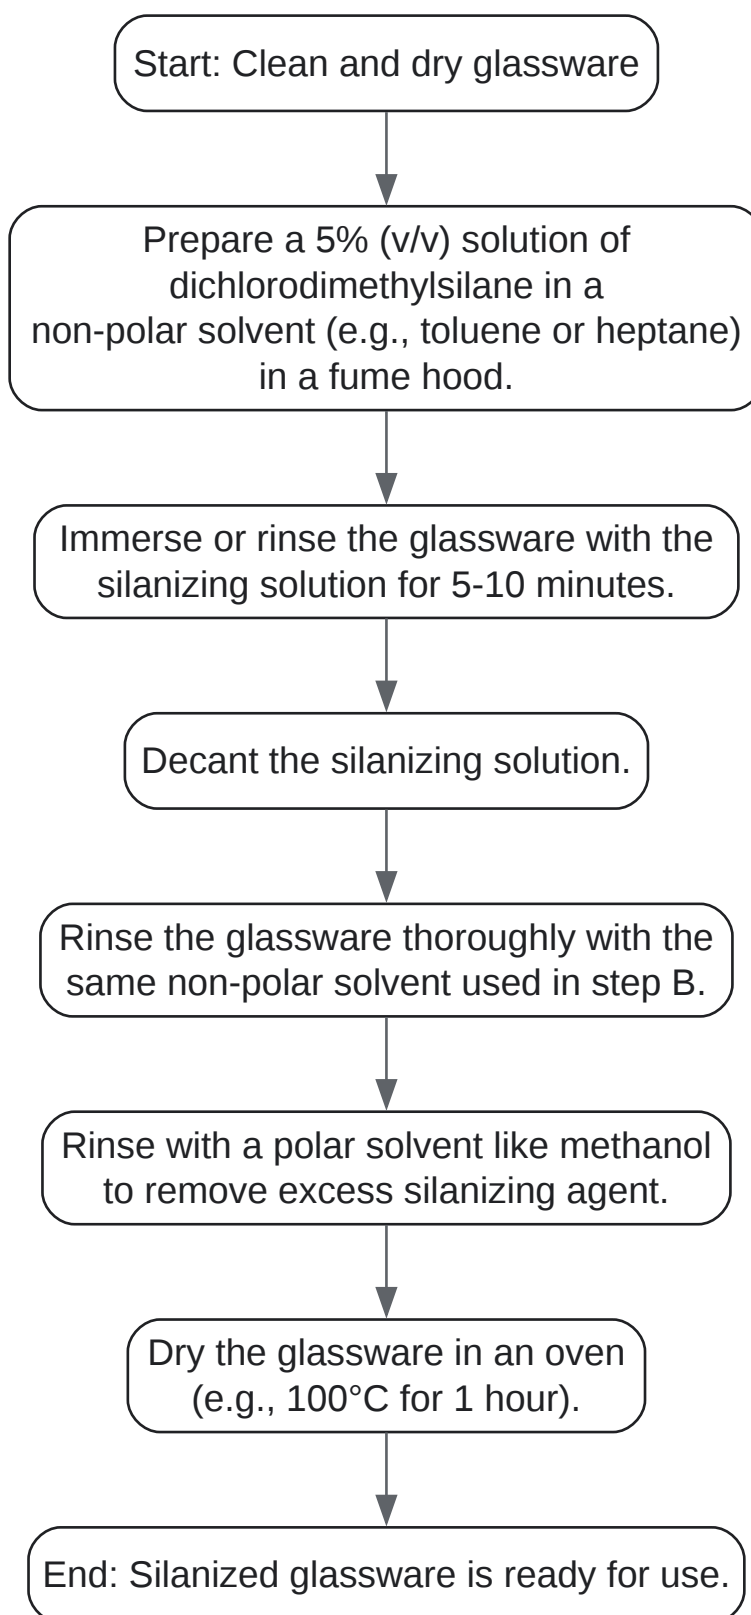 Start: Clean and dry glassware
Prepare a 5% (v/v) solution of
dichlorodimethylsilane in a
non-polar solvent (e.g., toluene or heptane)
in a fume hood.
Immerse or rinse the glassware with the
silanizing solution for 5-10 minutes.
Decant the silanizing solution.
Rinse the glassware thoroughly with the
same non-polar solvent used in step B.
Rinse with a polar solvent like methanol
to remove excess silanizing agent.
Dry the glassware in an oven
(e.g., 100°C for 1 hour).
End: Silanized glassware is ready for use.